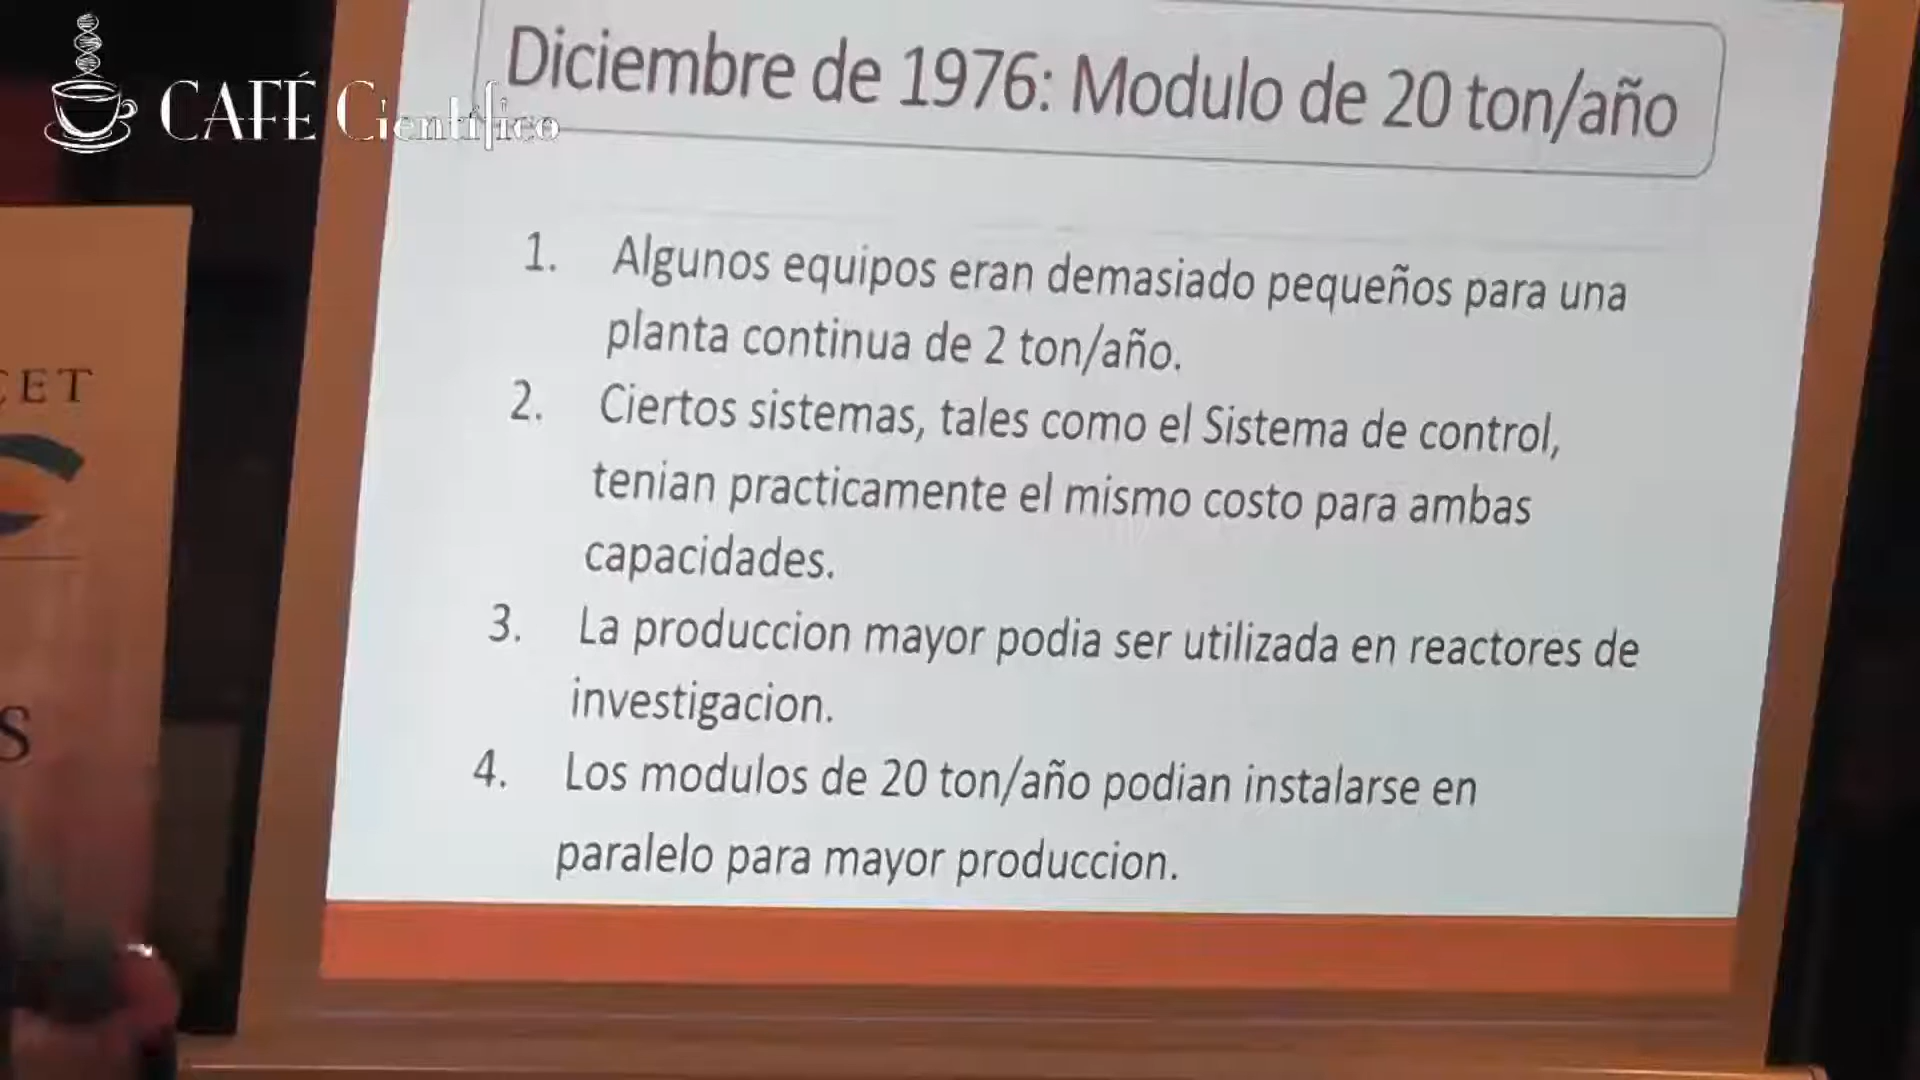 CAFÉ Científico
Diciembre de 1976: Modulo de 20 ton/año
1. Algunos equipos eran demasiado pequeños para una
planta continua de 2 ton/año.
2. Ciertos sistemas, tales como el Sistema de control,
tenian practicamente el mismo costo para ambas
capacidades.
3. La produccion mayor podia ser utilizada en reactores de
investigacion.
4. Los modulos de 20 ton/año podian instalarse en
paralelo para mayor produccion.
CET
S